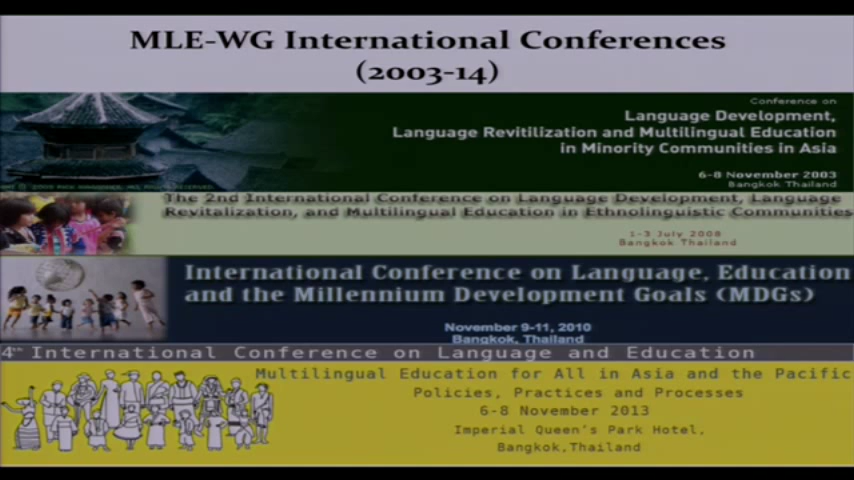 MLE-WG International Conferences
(2003-14)
Conference on
Language Development,
Language Revitilization and Multilingual Education
in Minority Communities in Asia
6-8 November 2003
Bangkok Thailand
The 2nd International Conference on Language Development, Language
Revitalization, and Multilingual Education in Ethnolinguistic Communities
1-3 July 2008
Bangkok Thailand
International Conference on Language, Education
and the Millennium Development Goals (MDGs)
November 9-11, 2010
Bangkok, Thailand
4th International Conference on Language and Education
Multilingual Education for All in Asia and the Pacific
Policies, Practices and Processes
6-8 November 2013
Imperial Queen's Park Hotel,
Bangkok,Thailand